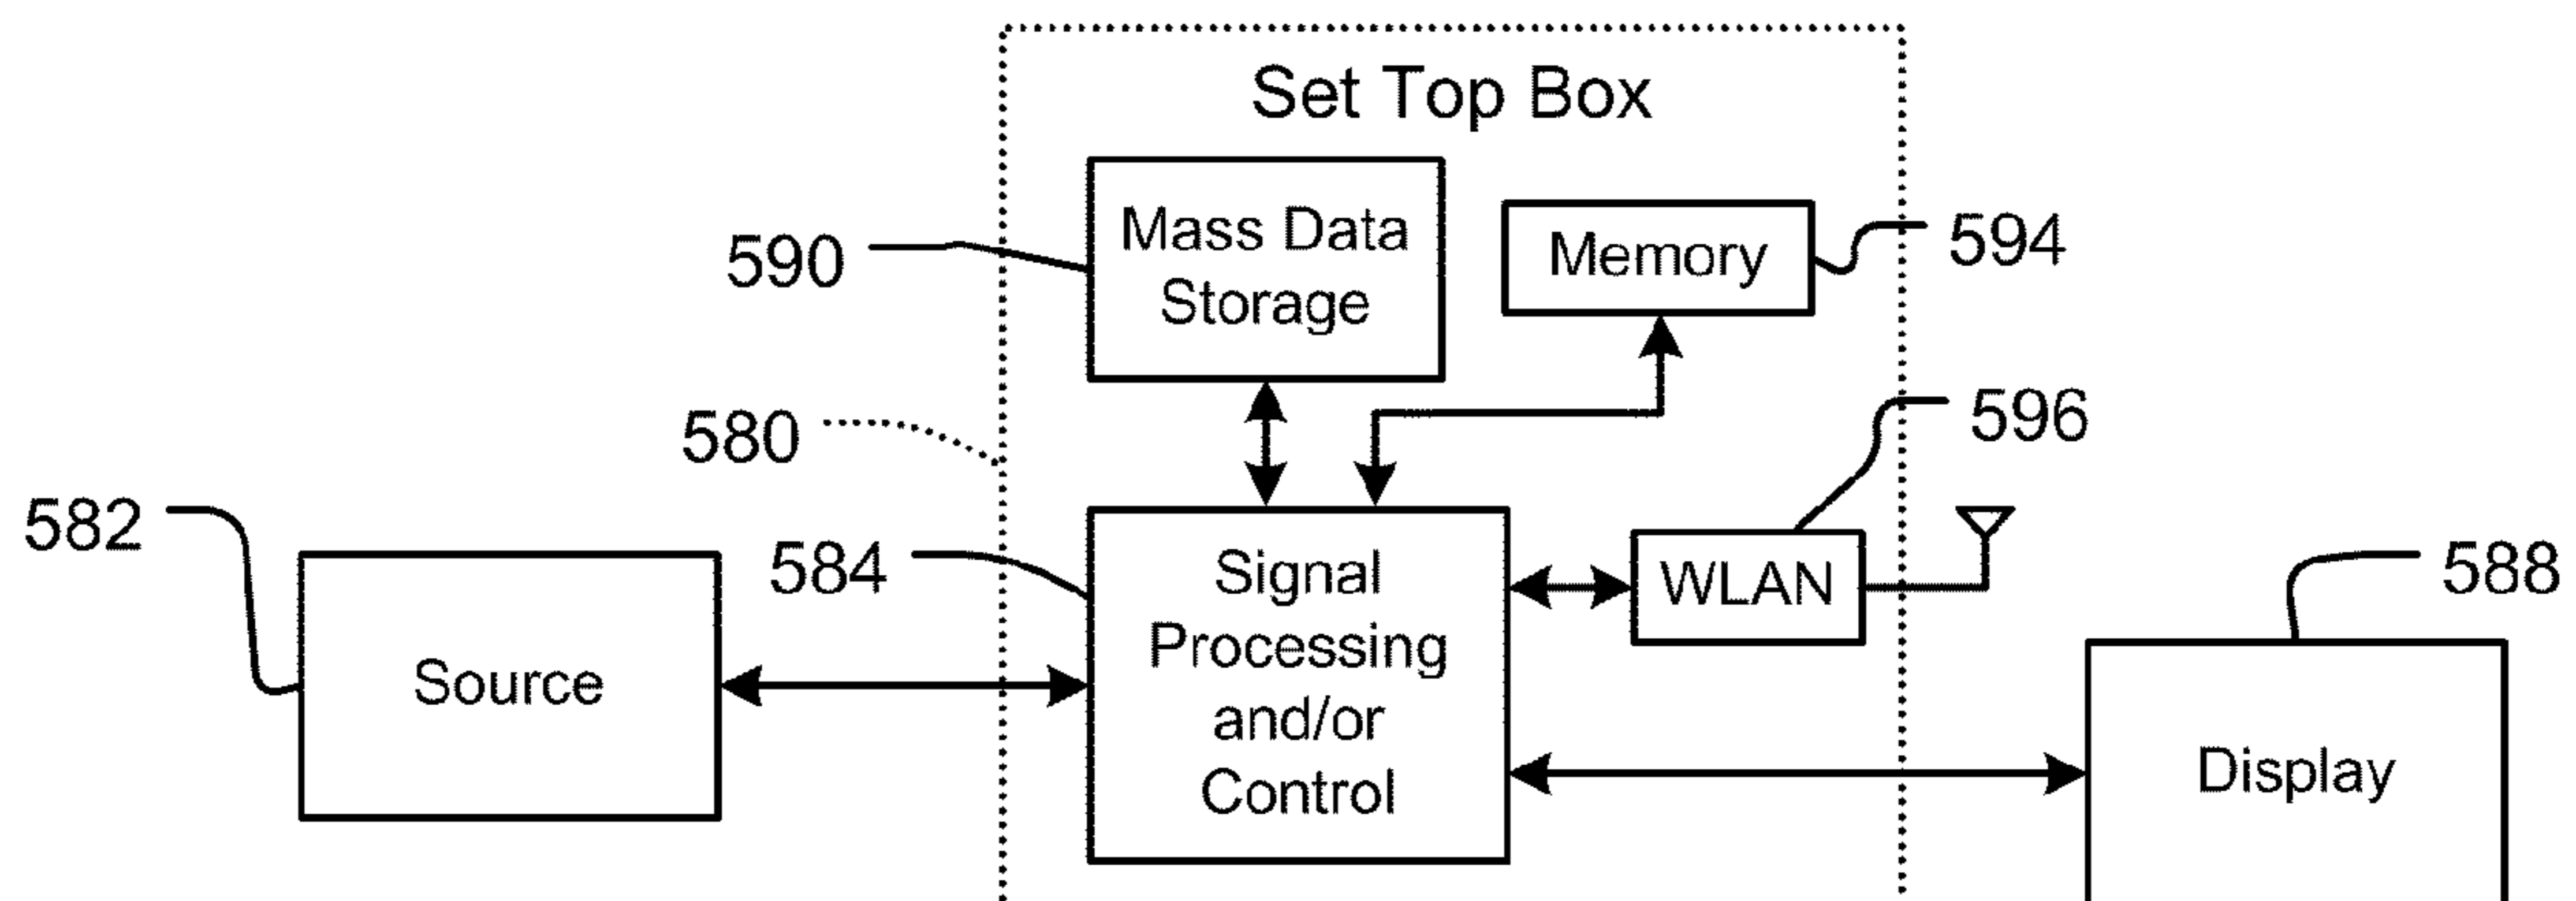 Set Top Box
Mass Data
Storage
590
Memory
594
580
596
582
584
Signal
Processing
and/or
Control
WLAN
588
Source
Display